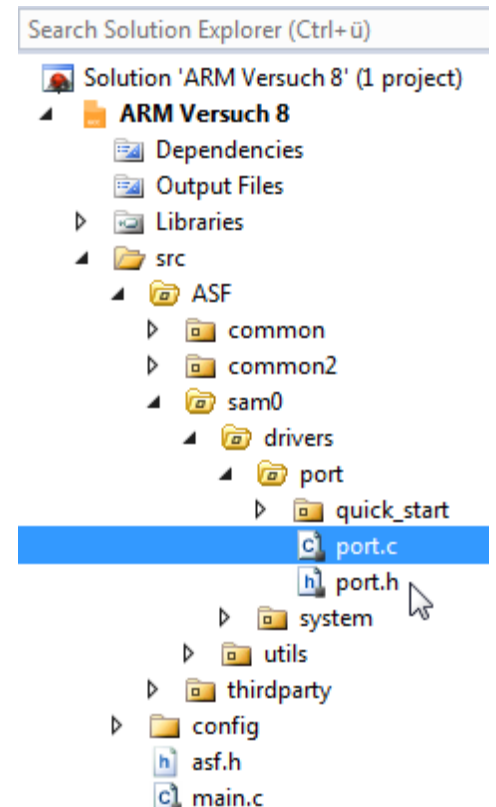 Search Solution Explorer (Ctrl+ü)
Solution 'ARM Versuch 8' (1 project)
ARM Versuch 8
Dependencies
Output Files
Libraries
src
ASF
common
common2
sam0
drivers
port
quick_start
port.c
port.h
system
utils
thirdparty
config
asf.h
main.c